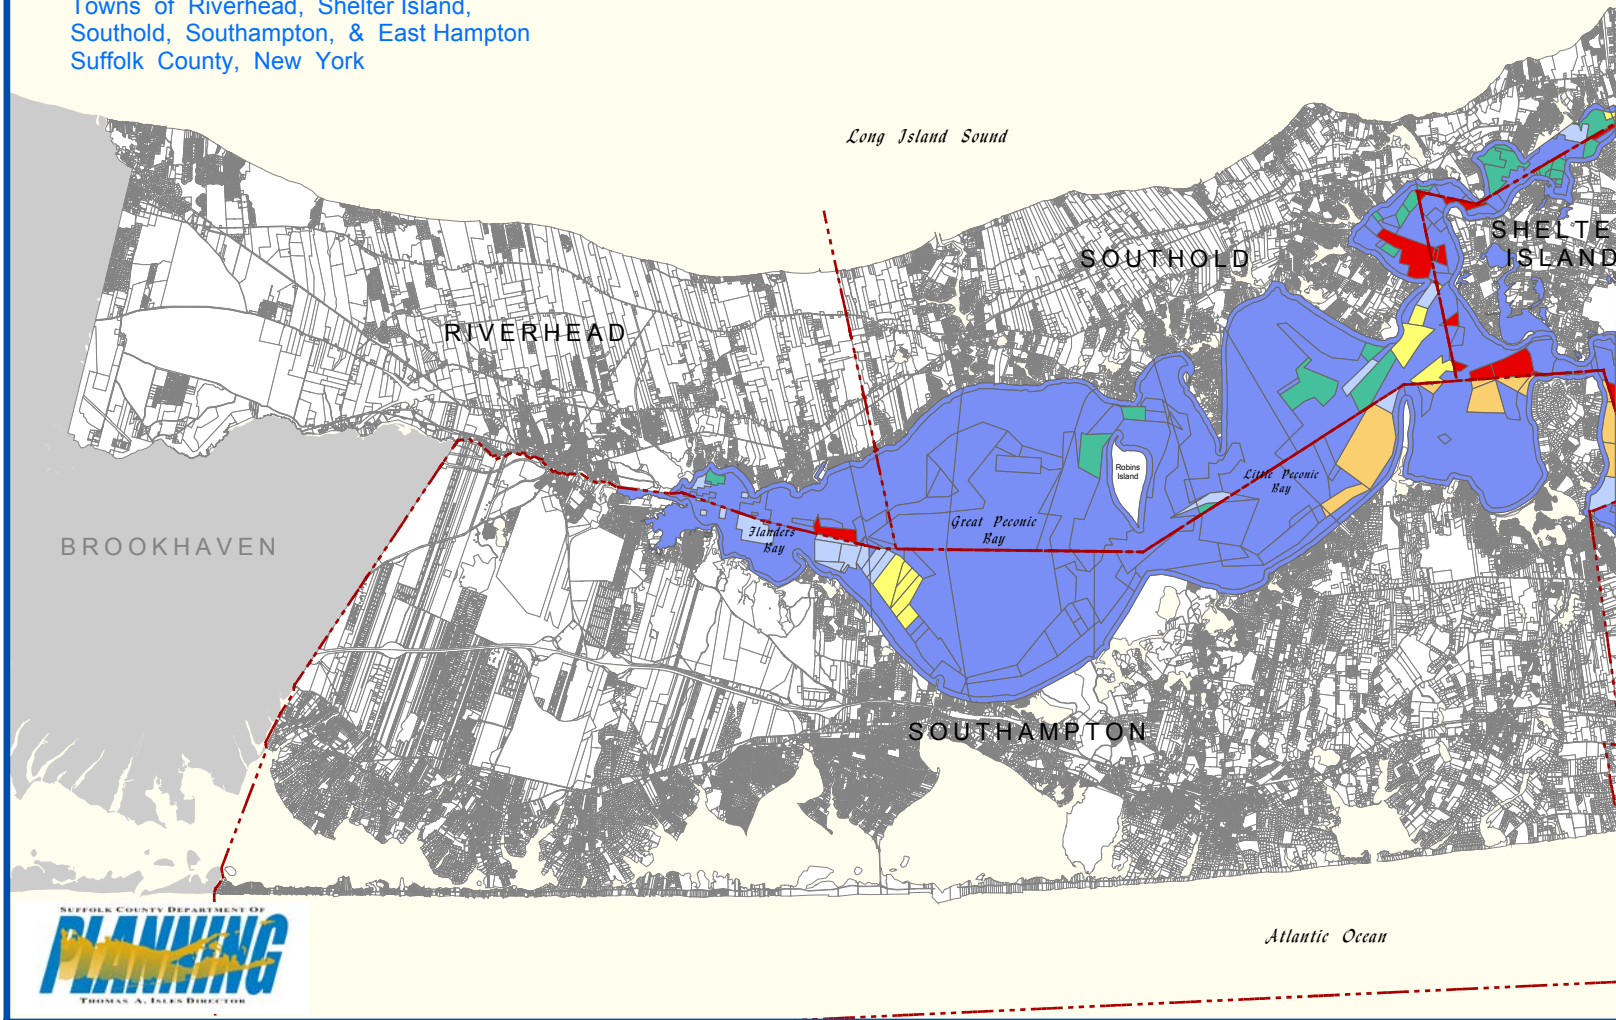 Towns of Riverhead, Shelter Island,
Southold, Southampton, & East Hampton
Suffolk County, New York
Long Island Sound
SHELTE
ISLAND
SOUTHOLD
RIVERHEAD
Robins
Island
Little Peconic
Bay
Great Peconic
Bay
Flanders
Bay
BROOKHAVEN
SOUTHAMPTON
SUFFOLK COUNTY DEPARTMENT OF
PLANNING
THOMAS A. ISLES DIRECTOR
Atlantic Ocean